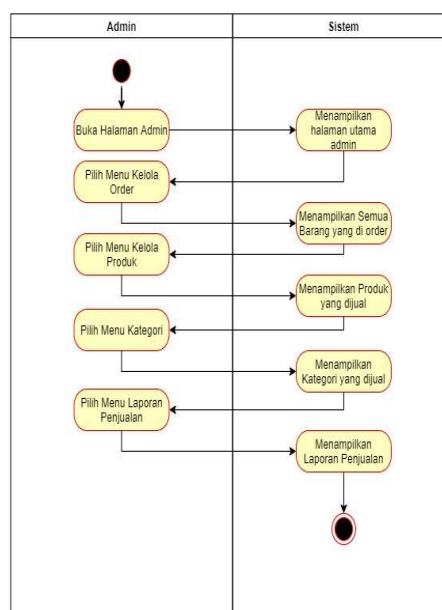 Admin
Sistem
Buka Halaman Admin
Menampilkan
halaman utama
admin
Pilih Menu Kelola
Order
Menampilkan Semua
Barang yang di order
Pilih Menu Kelola
Produk
Menampilkan Produk
yang dijual
Pilih Menu Kategori
Menampilkan
Kategori yang dijual
Pilih Menu Laporan
Penjualan
Menampilkan
Laporan Penjualan